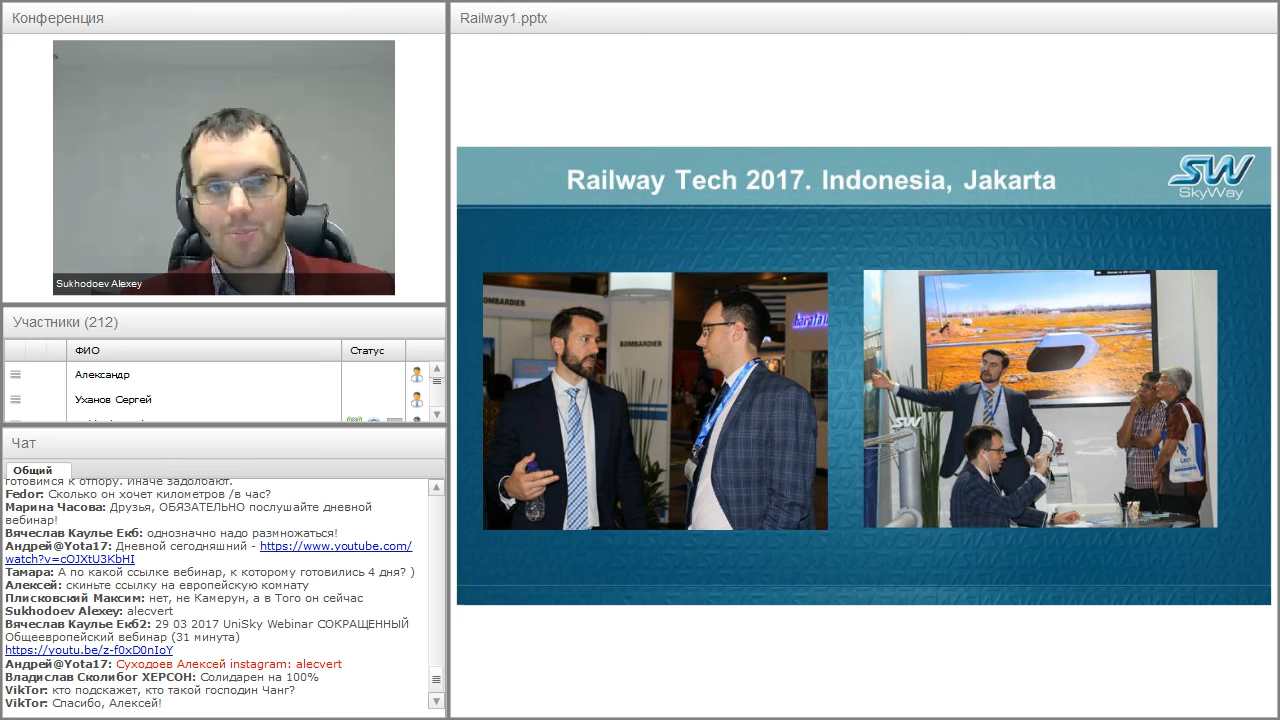 Конференция
Sukhodoev Alexey
Участники (212)
ФИО
Статус
Александр
Уханов Сергей
Чат
Общий
готовимся к отпору. Иначе задолбают.
Fedor: Сколько он хочет километров /в час?
Марина Часова: Друзья, ОБЯЗАТЕЛЬНО послушайте дневной
вебинар!
Вячеслав Каулье Екб: однозначно надо размножаться!
Андрей@Yota17: Дневной сегодняшний - https://www.youtube.com/
watch?v=cOJXtU3KbHI
Тамара: А по какой ссылке вебинар, к которому готовились 4 дня? )
Алексей: скиньте ссылку на европейскую комнату
Плисковский Максим: нет, не Камерун, а в Того он сейчас
Sukhodoev Alexey: alecvert
Вячеслав Каулье Екб2: 29 03 2017 UniSky Webinar СОКРАЩЕННЫЙ
Общеевропейский вебинар (31 минута)
https://youtu.be/z-f0xD0nIoY
Андрей@Yota17: Суходоев Алексей instagram: alecvert
Владислав Сколибог ХЕРСОН: Солидарен на 100%
VikTor: кто подскажет, кто такой господин Чанг?
VikTor: Спасибо, Алексей!
Railway1.pptx
Railway Tech 2017. Indonesia, Jakarta
SW
SkyWay
BOMBARDIER
BOMBARDIER
SW